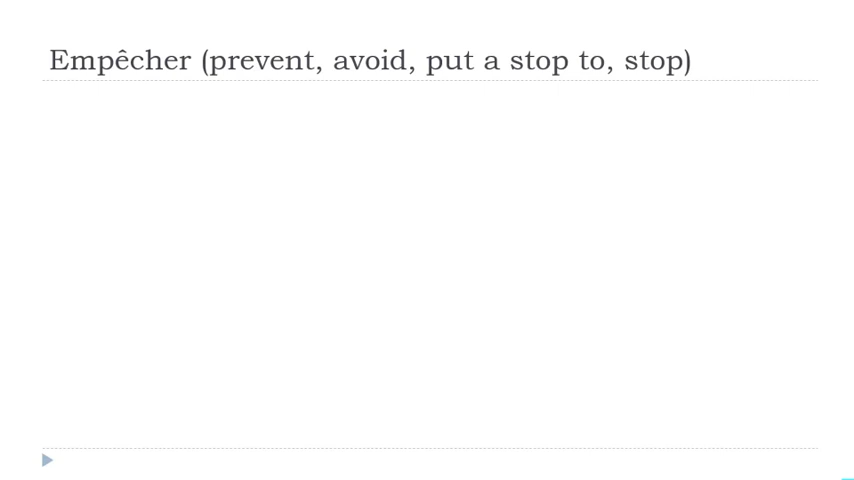 Empêcher (prevent, avoid, put a stop to, stop)